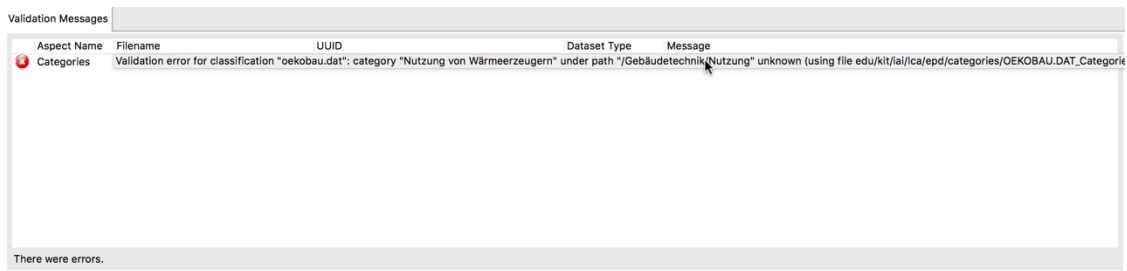 Validation Messages
Aspect Name Filename UUID Dataset Type Message
Categories Validation error for classification "oekobau.dat": category "Nutzung von Wärmeerzeugern" under path "/Gebäudetechnik/Nutzung" unknown (using file edu/kit/iai/lca/epd/categories/OEKOBAU.DAT_Categorie
There were errors.